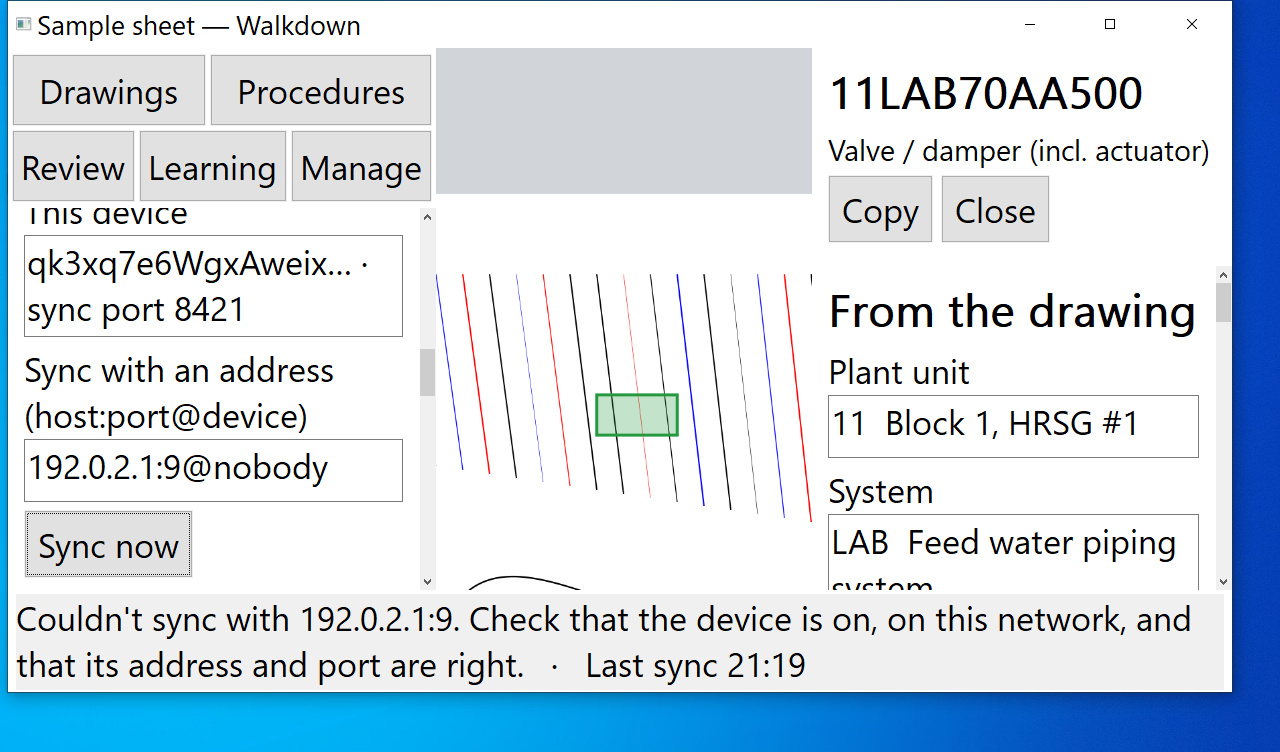 Sample sheet — Walkdown
Drawings
Procedures
Review
Learning
Manage
This device
qk3xq7e6WgxAweix… ·
sync port 8421
Sync with an address
(host:port@device)
192.0.2.1:9@nobody
Sync now
11LAB70AA500
Valve / damper (incl. actuator)
Copy
Close
From the drawing
Plant unit
11  Block 1, HRSG #1
System
LAB  Feed water piping
system
Couldn't sync with 192.0.2.1:9. Check that the device is on, on this network, and
that its address and port are right.   ·   Last sync 21:19